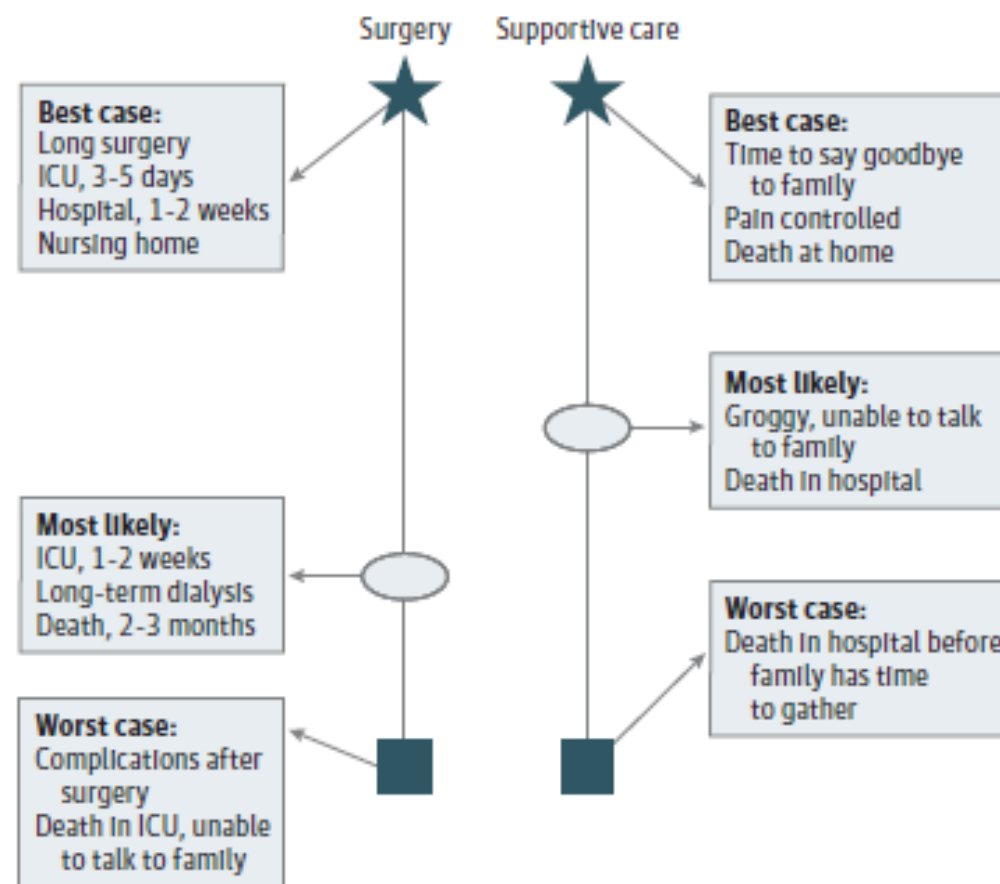 Surgery
Supportive care
Best case:
Long surgery
ICU, 3-5 days
Hospital, 1-2 weeks
Nursing home
Best case:
Time to say goodbye
to family
Pain controlled
Death at home
Most likely:
Groggy, unable to talk
to family
Death in hospital
Most likely:
ICU, 1-2 weeks
Long-term dialysis
Death, 2-3 months
Worst case:
Death in hospital before
family has time
to gather
Worst case:
Complications after
surgery
Death in ICU, unable
to talk to family